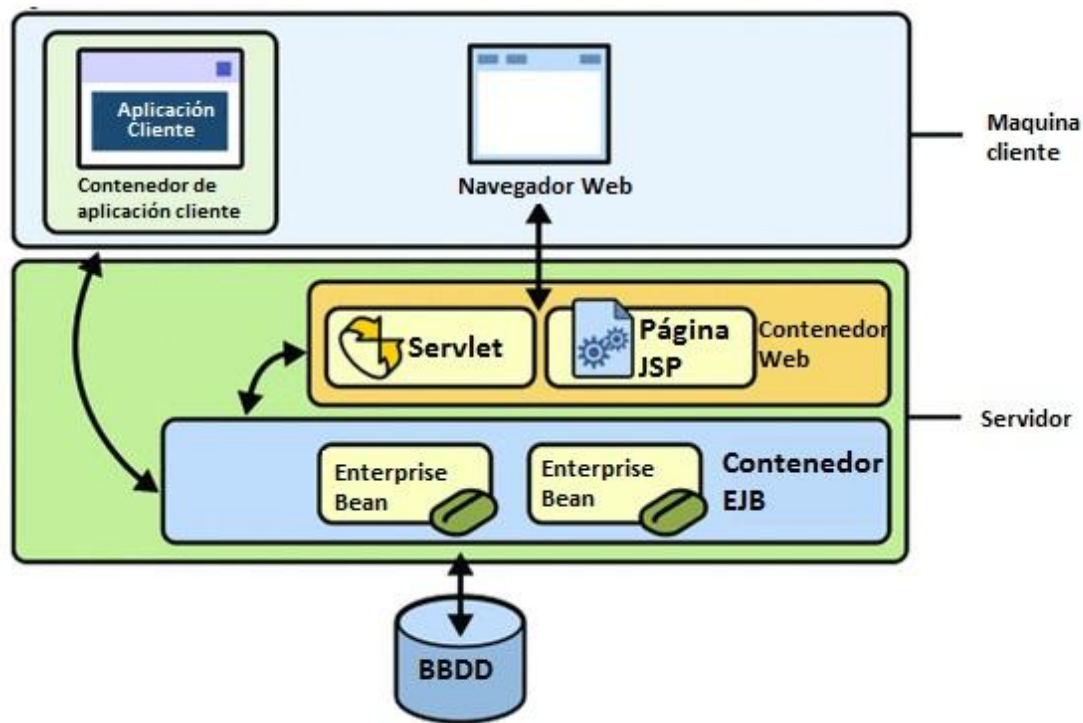 Aplicación
Cliente
Contenedor de
aplicación cliente
Navegador Web
Maquina
cliente
Servlet
Página
JSP
Contenedor
Web
Servidor
Enterprise
Bean
Enterprise
Bean
Contenedor
EJB
BBDD